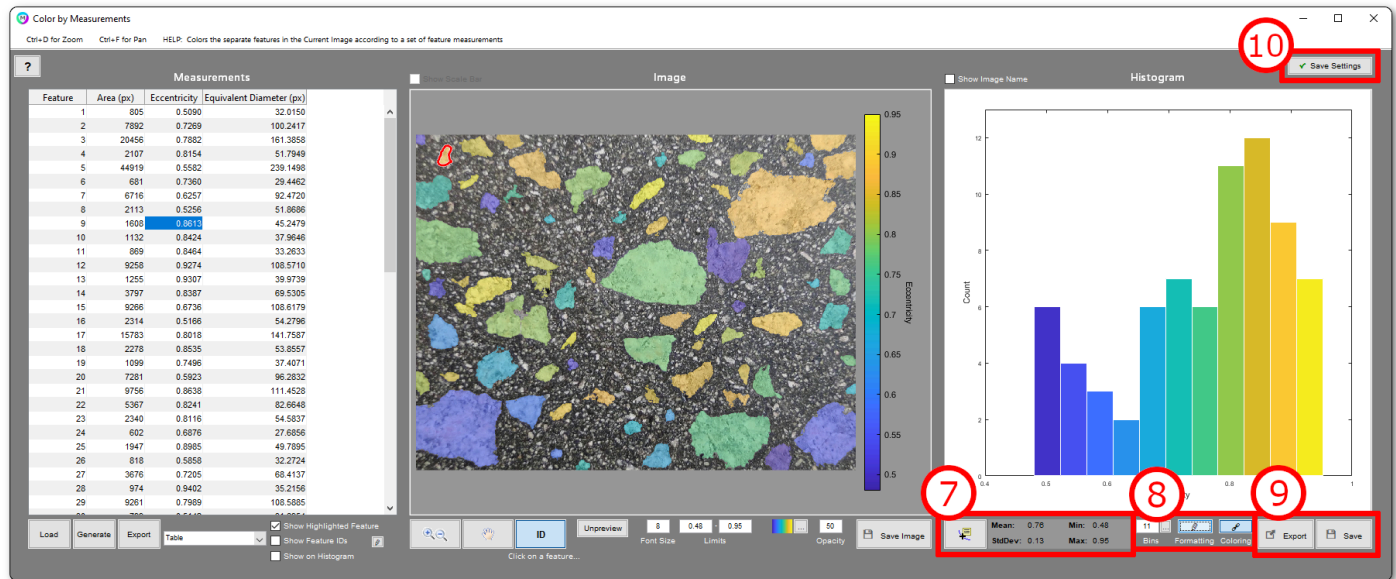 Color by Measurements
Ctrl+D for Zoom Ctrl+F for Pan HELP: Colors the separate features in the Current Image according to a set of feature measurements
10
?
Measurements
Show Scale Bar
Image
Show Image Name
Histogram
Save Settings
Feature Area (px) Eccentricity Equivalent Diameter (px)
1 805 0.5090 32.0150
2 7892 0.7269 100.2417
3 20456 0.7882 161.3858
4 2107 0.8154 51.7949
5 44919 0.5582 239.1498
6 681 0.7360 29.4462
7 6716 0.6257 92.4720
8 2113 0.5256 51.8686
9 1608 0.8613 45.2479
10 1132 0.8424 37.9646
11 869 0.8464 33.2633
12 9258 0.9274 108.5710
13 1255 0.9307 39.9739
14 3797 0.8387 69.5305
15 9266 0.6736 108.6179
16 2314 0.5166 54.2796
17 15783 0.8018 141.7587
18 2278 0.8535 53.8557
19 1099 0.7496 37.4071
20 7281 0.5923 96.2832
21 9756 0.8638 111.4528
22 5367 0.8241 82.6648
23 2340 0.8116 54.5837
24 602 0.6876 27.6856
25 1947 0.8985 49.7895
26 818 0.5858 32.2724
27 3676 0.7205 68.4137
28 974 0.9402 35.2156
29 9261 0.7989 108.5885
0.95
0.9
0.85
0.8
0.75
0.7
0.65
0.6
0.55
0.5
Eccentricity
12
10
8
6
4
2
0
Count
0.4 0.5 0.6 0.8 1
7
8
9
Load
Generate
Export
Table
Show Highlighted Feature
Show Feature IDs
Show on Histogram
ID
Click on a feature...
Unpreview
8
Font Size
0.48 - 0.95
Limits
...
50
Opacity
Save Image
Mean: 0.76 Min: 0.48
StdDev: 0.13 Max: 0.95
11
Bins
Formatting
Coloring
Export
Save